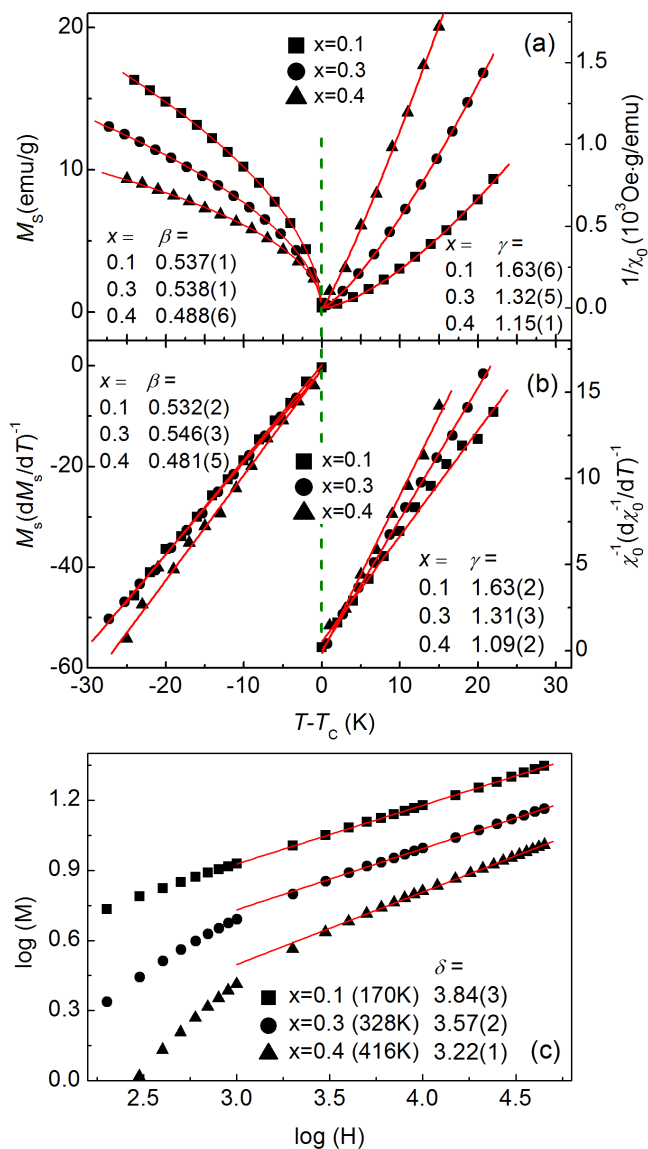 20
10
0
M_S (emu/g)
x=0.1
x=0.3
x=0.4
(a)
1.5
1.0
0.5
0.0
1/χ₀ (10³Oe·g/emu)
x = β =
0.1 0.537(1)
0.3 0.538(1)
0.4 0.488(6)
x = γ =
0.1 1.63(6)
0.3 1.32(5)
0.4 1.15(1)
0
-20
-40
-60
M_s(dM_s/dT)⁻¹
x = β =
0.1 0.532(2)
0.3 0.546(3)
0.4 0.481(5)
(b)
x=0.1
x=0.3
x=0.4
15
10
5
0
χ₀⁻¹(dχ₀⁻¹/dT)⁻¹
x = γ =
0.1 1.63(2)
0.3 1.31(3)
0.4 1.09(2)
-30 -20 -10 0 10 20 30
T-T_C (K)
1.2
0.9
0.6
0.3
0.0
log (M)
δ =
x=0.1 (170K) 3.84(3)
x=0.3 (328K) 3.57(2)
x=0.4 (416K) 3.22(1)
(c)
2.5 3.0 3.5 4.0 4.5
log (H)